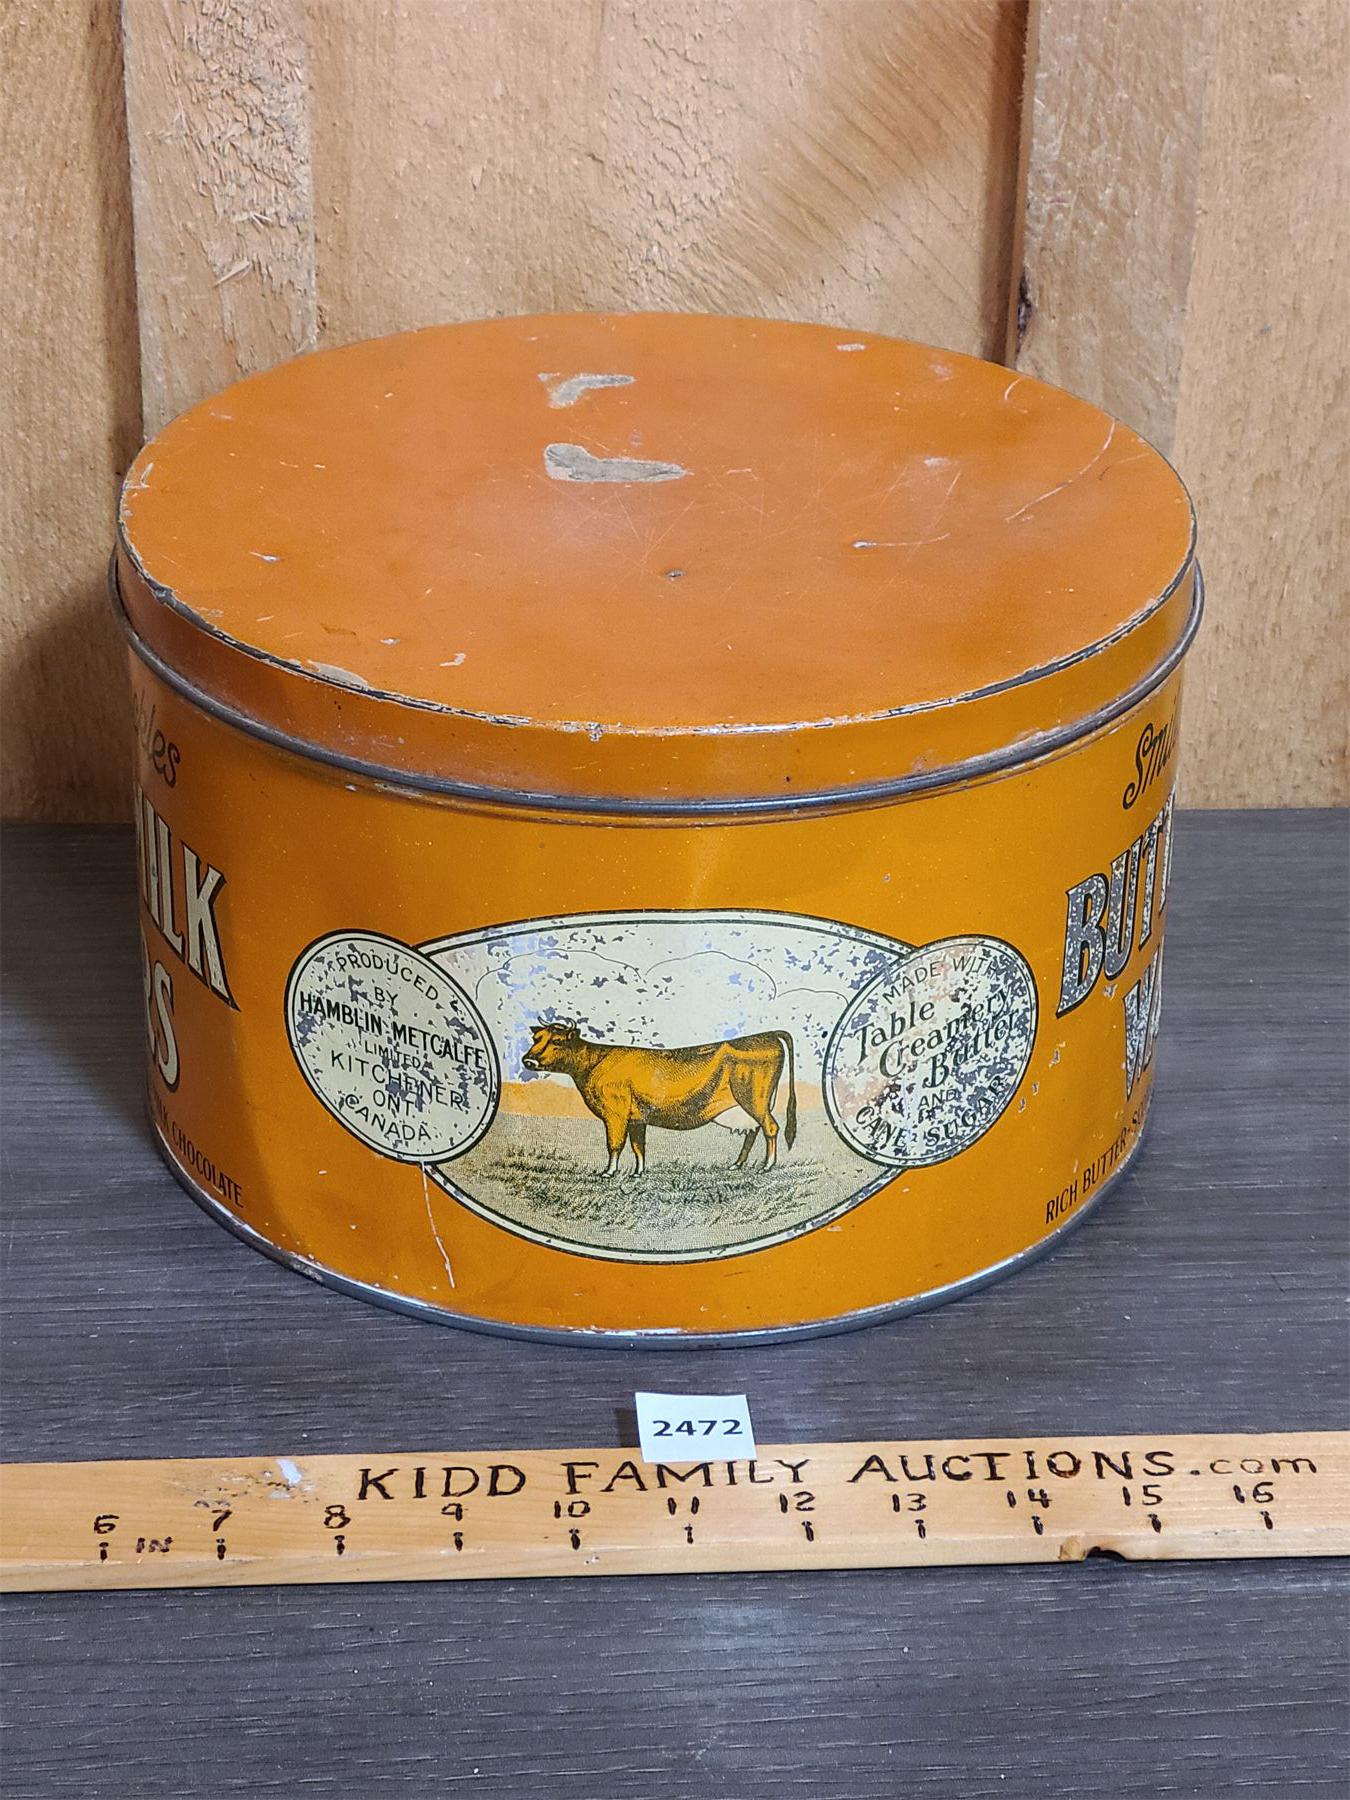 PRODUCED
BY
HAMBLIN-METCALFE
LIMITED
KITCHENER
ONT.
CANADA
MADE WITH
Table
Creamery
Butter
AND
CANE SUGAR
CHOCOLATE
RICH BUTTER
2472
KIDD FAMILY AUCTIONS.com
6 IN 7 8 9 10 11 12 13 14 15 16